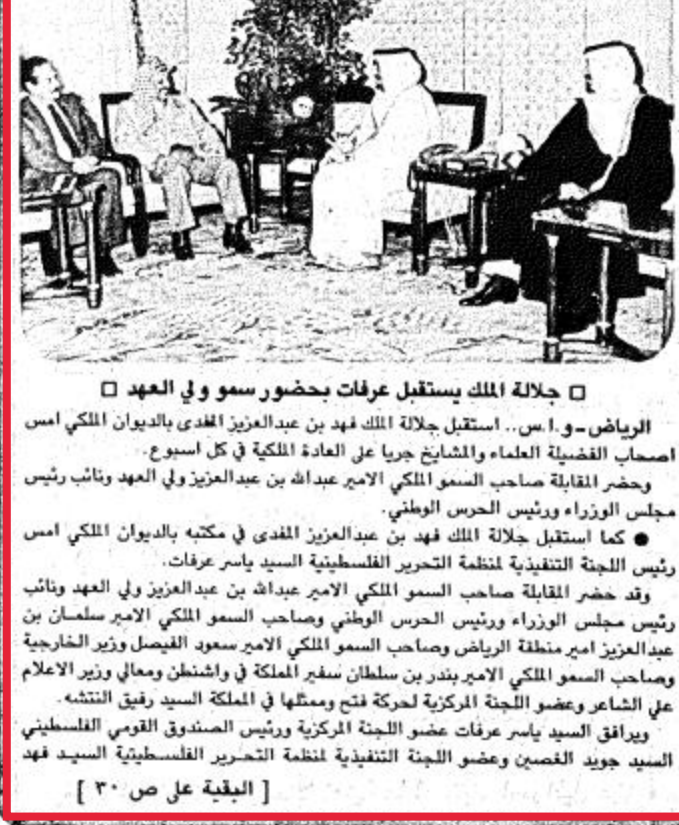 □ جلالة الملك يستقبل عرفات بحضور سمو ولي العهد □
الرياض-و.ا.س.. استقبل جلالة الملك فهد بن عبدالعزيز المفدى بالديوان الملكي امس
اصحاب الفضيلة العلماء والمشايخ جريا على العادة الملكية في كل اسبوع.
وحضر المقابلة صاحب السمو الملكي الامير عبدالله بن عبدالعزيز ولي العهد ونائب رئيس
مجلس الوزراء ورئيس الحرس الوطني.
● كما استقبل جلالة الملك فهد بن عبدالعزيز المفدى في مكتبه بالديوان الملكي امس
رئيس اللجنة التنفيذية لمنظمة التحرير الفلسطينية السيد ياسر عرفات.
وقد حضر المقابلة صاحب السمو الملكي الامير عبدالله بن عبدالعزيز ولي العهد ونائب
رئيس مجلس الوزراء ورئيس الحرس الوطني وصاحب السمو الملكي الامير سلمان بن
عبدالعزيز امير منطقة الرياض وصاحب السمو الملكي الامير سعود الفيصل وزير الخارجية
وصاحب السمو الملكي الامير بندر بن سلطان سفير المملكة في واشنطن ومعالي وزير الاعلام
علي الشاعر وعضو اللجنة المركزية لحركة فتح وممثلها في المملكة السيد رفيق النتشه.
ويرافق السيد ياسر عرفات عضو اللجنة المركزية ورئيس الصندوق القومي الفلسطيني
السيد جويد الغصين وعضو اللجنة التنفيذية لمنظمة التحرير الفلسطيتية السيد فهد
[ البقية على ص ٣٠ ]